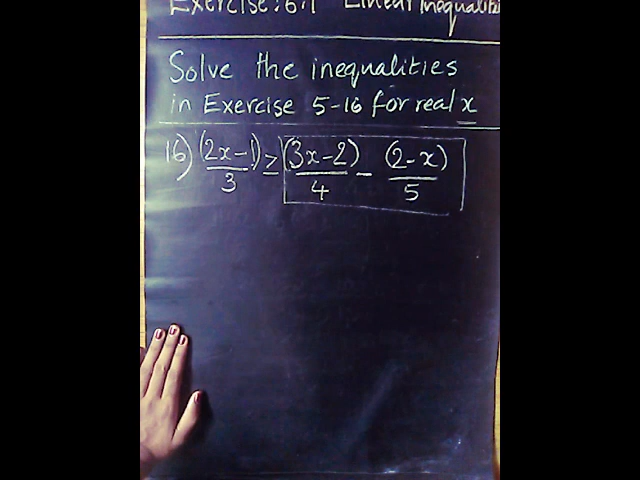 Exercise: 6.1 Linear Inequalit
Solve the inequalities
in Exercise 5-16 for real x
16) (2x-1)/3 ≥ (3x-2)/4 - (2-x)/5